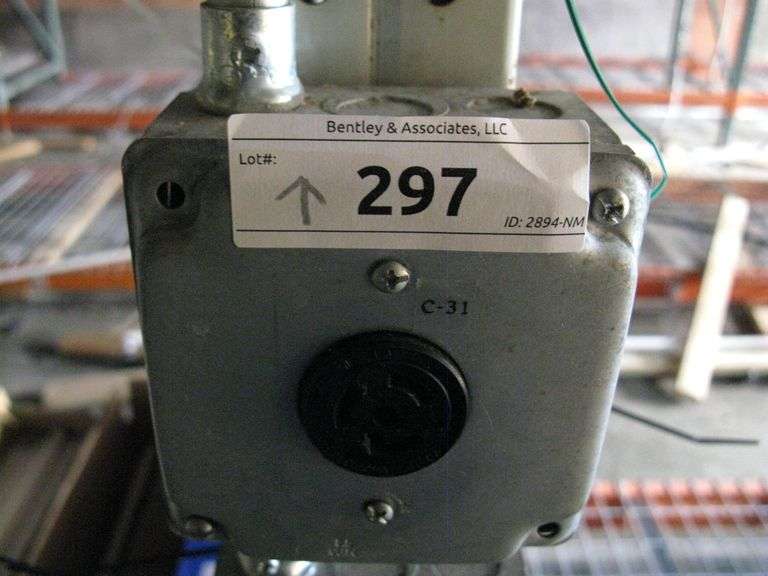 Bentley & Associates, LLC
Lot#:
297
ID: 2894-NM
C-31